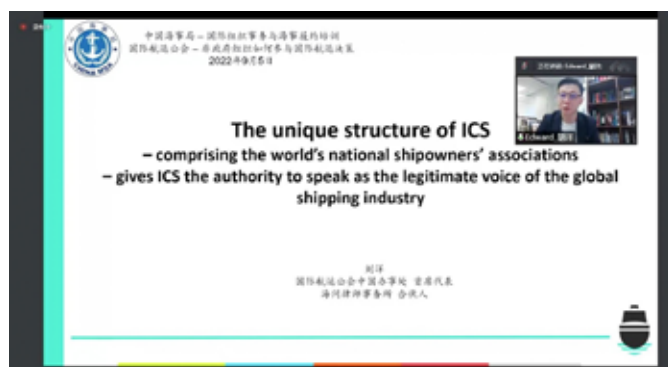 中国海事局 – 国际组织事务与海事履约培训
国际航运公会 – 非政府组织如何参与国际航运决策
2022年9月5日
CHINA MSA
The unique structure of ICS
– comprising the world's national shipowners' associations
– gives ICS the authority to speak as the legitimate voice of the global
shipping industry
Edward_
刘洋
国际航运公会中国办事处 首席代表
海问律师事务所 合伙人